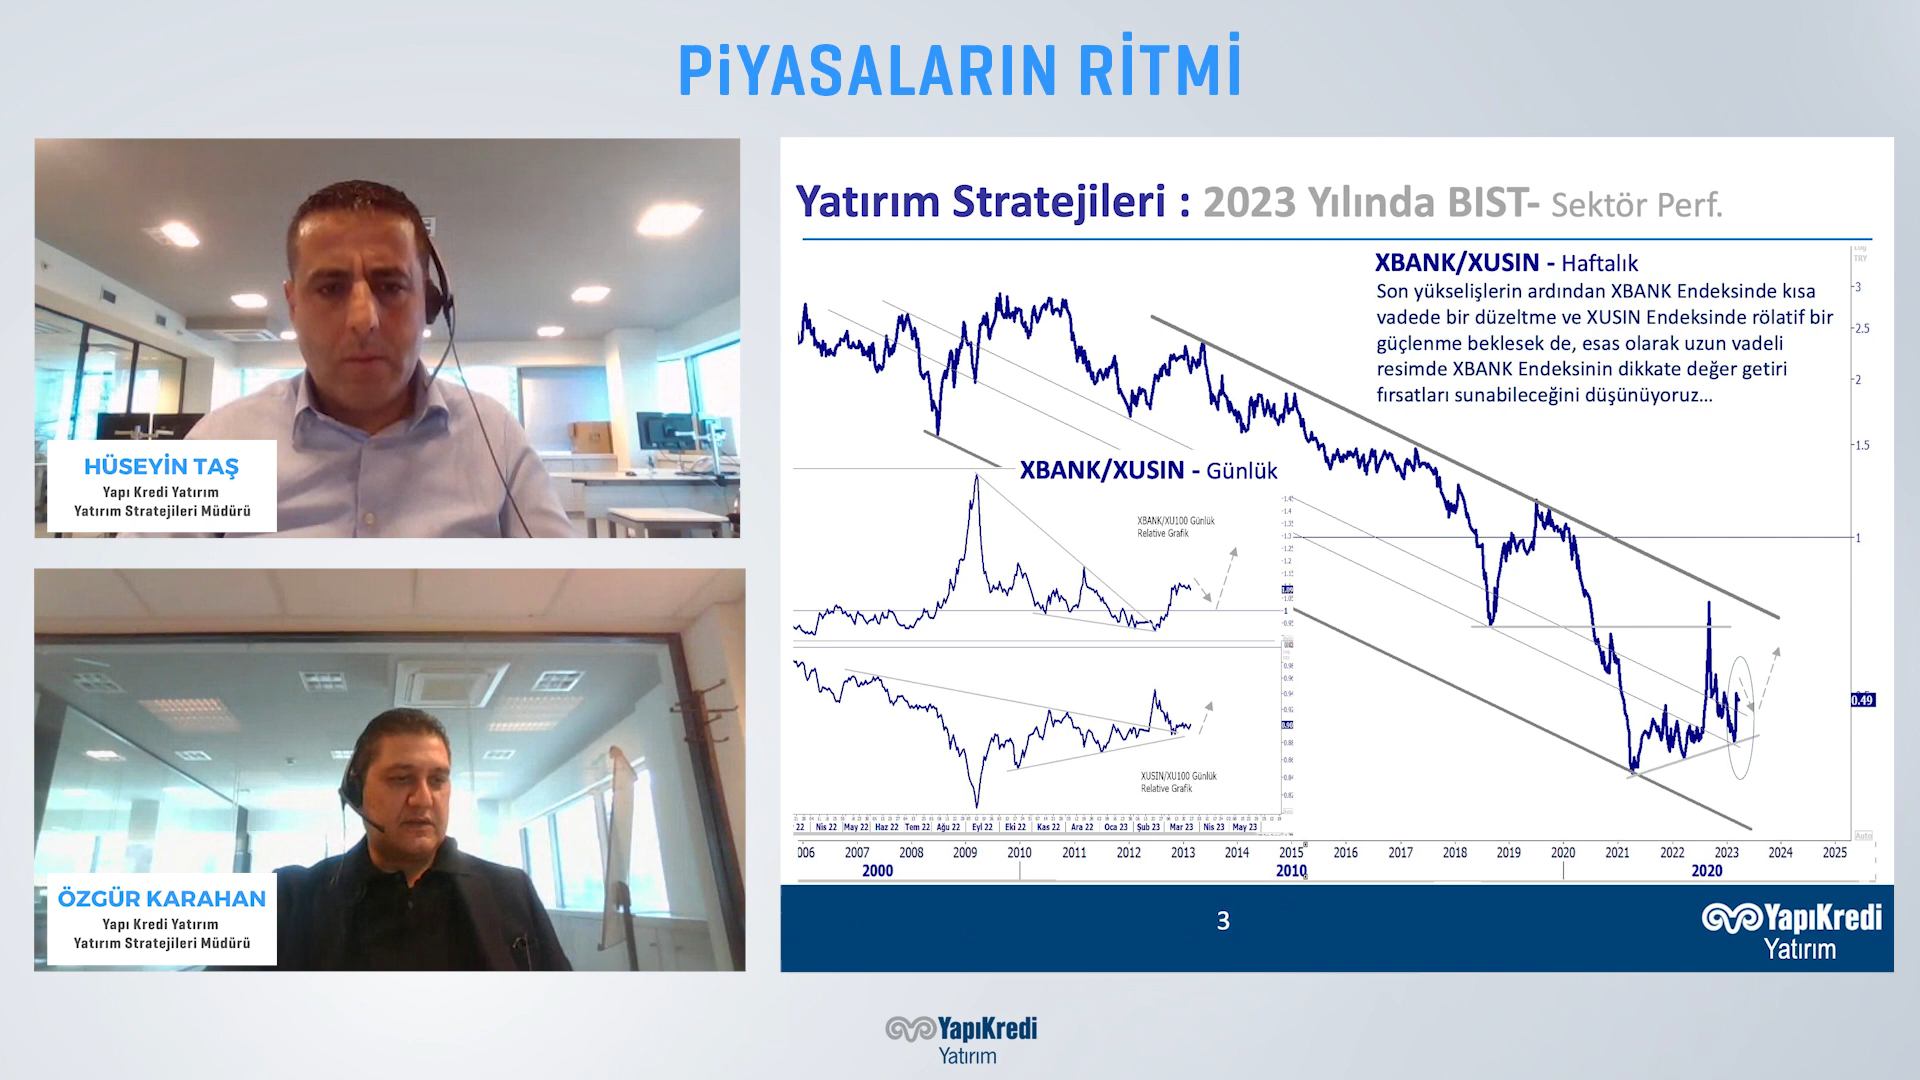 PiYASALARIN RİTMİ
HÜSEYİN TAŞ
Yapı Kredi Yatırım
Yatırım Stratejileri Müdürü
ÖZGÜR KARAHAN
Yapı Kredi Yatırım
Yatırım Stratejileri Müdürü
Yatırım Stratejileri : 2023 Yılında BIST- Sektör Perf.
XBANK/XUSIN - Haftalık
Son yükselişlerin ardından XBANK Endeksinde kısa
vadede bir düzeltme ve XUSIN Endeksinde rölatif bir
güçlenme beklesek de, esas olarak uzun vadeli
resimde XBANK Endeksinin dikkate değer getiri
fırsatları sunabileceğini düşünüyoruz...
TRY
3
2.5
2
1.5
1
0.49
Auto
XBANK/XUSIN - Günlük
XBANK/XU100 Günlük
Relative Grafik
XUSIN/XU100 Günlük
Relative Grafik
22 Nis 22 May 22 Haz 22 Tem 22 Ağu 22 Eyl 22 Eki 22 Kas 22 Ara 22 Oca 23 Şub 23 Mar 23 Nis 23 May 23
006 2007 2008 2009 2010 2011 2012 2013 2014 2015 2016 2017 2018 2019 2020 2021 2022 2023 2024 2025
2000 2010 2020
3
YapıKredi
Yatırım
YapıKredi
Yatırım